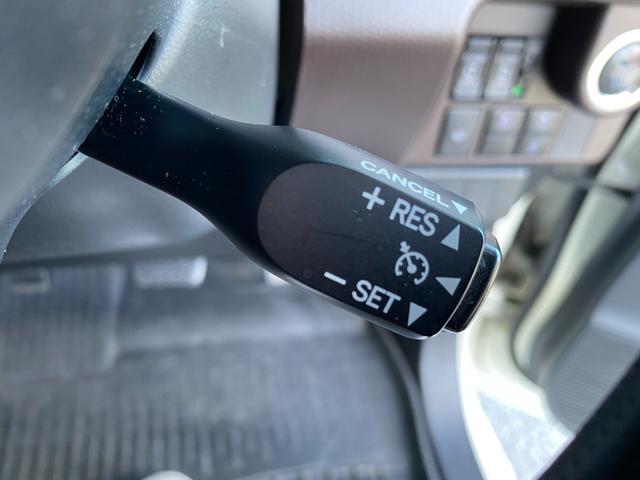 CANCEL▼
+ RES ▲
◀
− SET ▼